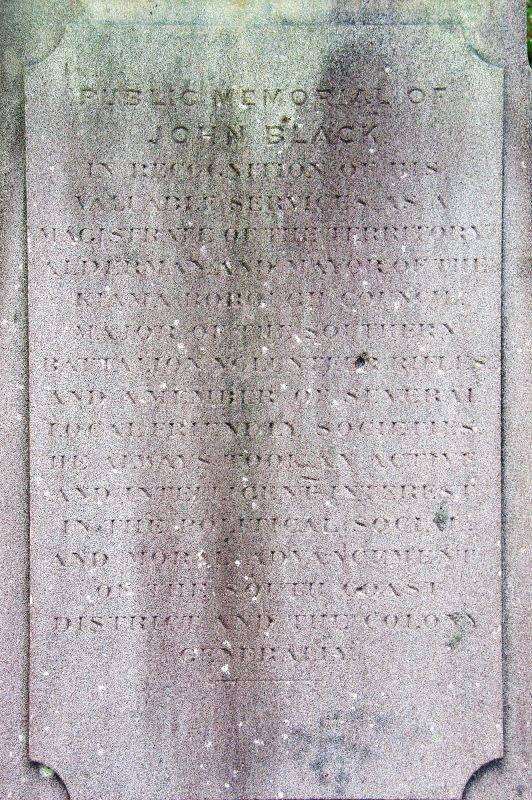 PUBLIC MEMORIAL OF
JOHN BLACK
IN RECOGNITION OF HIS
VALUABLE SERVICES AS A
MAGISTRATE OF THE TERRITORY
ALDERMAN AND MAYOR OF THE
KIAMA BOROUGH COUNCIL,
MAJOR OF THE SOUTHERN
BATTALION VOLUNTEER RIFLES
AND A MEMBER OF SEVERAL
LOCAL FRIENDLY SOCIETIES.
HE ALWAYS TOOK AN ACTIVE
AND INTELLIGENT INTEREST
IN THE POLITICAL SOCIAL
AND MORAL ADVANCEMENT
OF THE SOUTH COAST
DISTRICT AND THE COLONY
GENERALLY.